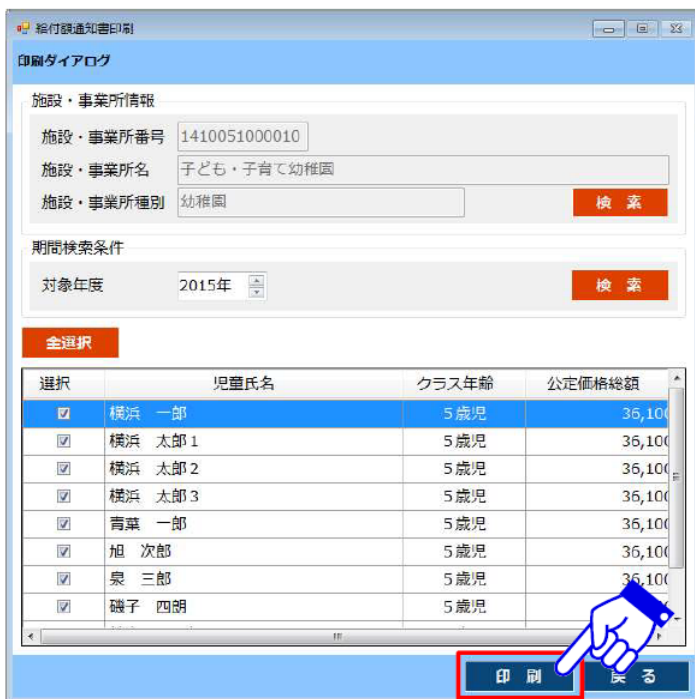 給付額通知書印刷
印刷ダイアログ
施設・事業所情報
施設・事業所番号 1410051000010
施設・事業所名 子ども・子育て幼稚園
施設・事業所種別 幼稚園 検 索
期間検索条件
対象年度 2015年 検 索
全選択
選択 児童氏名 クラス年齢 公定価格総額
横浜 一郎 5歳児 36,100
横浜 太郎1 5歳児 36,100
横浜 太郎2 5歳児 36,100
横浜 太郎3 5歳児 36,100
青葉 一郎 5歳児 36,100
旭 次郎 5歳児 36,100
泉 三郎 5歳児 36,100
磯子 四朗 5歳児
印 刷 戻 る